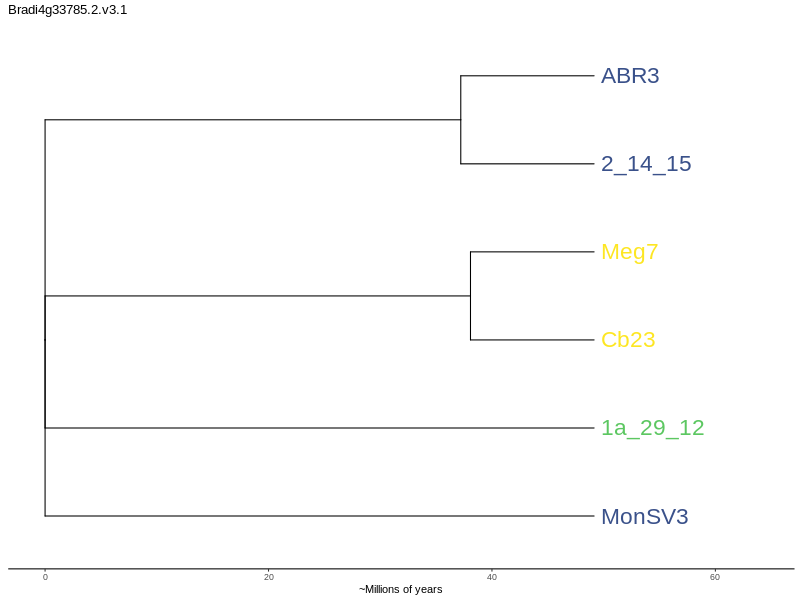 Bradi4g33785.2.v3.1
ABR3
2_14_15
Meg7
Cb23
1a_29_12
MonSV3
0 20 40 60
~Millions of years